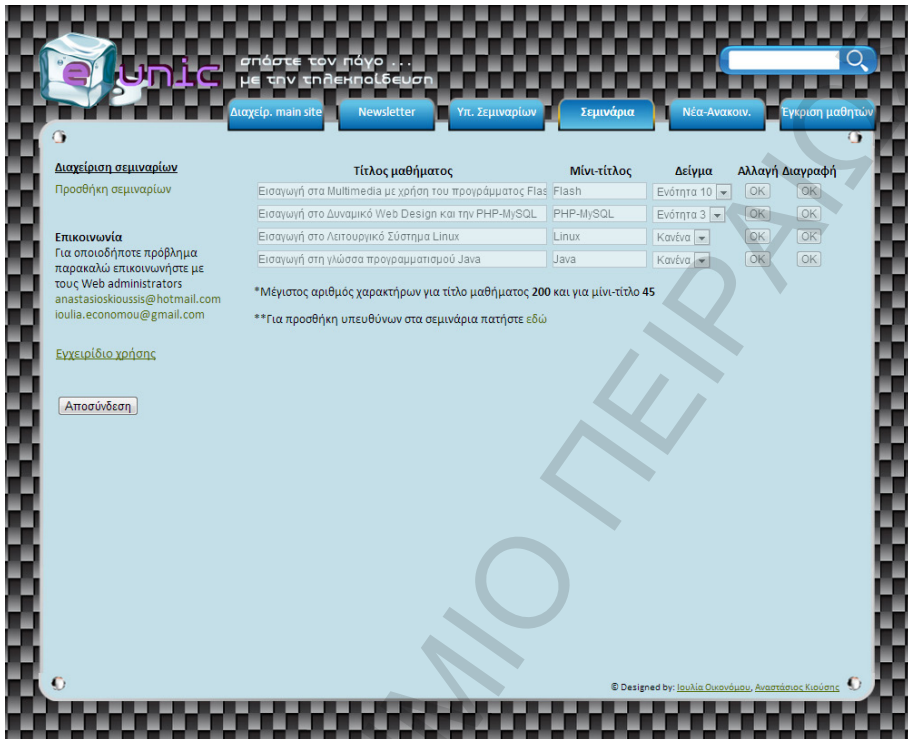 e-unic
σπάστε τον πάγο ...
με την τηλεκπαίδευση
Διαχείρ. main site
Newsletter
Υπ. Σεμιναρίων
Σεμινάρια
Νέα-Ανακοιν.
Έγκριση μαθητών
Διαχείριση σεμιναρίων
Προσθήκη σεμιναρίων
Επικοινωνία
Για οποιοδήποτε πρόβλημα
παρακαλώ επικοινωνήστε με
τους Web administrators
anastasioskioussis@hotmail.com
ioulia.economou@gmail.com
Εγχειρίδιο χρήσης
Αποσύνδεση
Τίτλος μαθήματος Μίνι-τίτλος Δείγμα Αλλαγή Διαγραφή
Εισαγωγή στα Multimedia με χρήση του προγράμματος Flas Flash Ενότητα 10 OK OK
Εισαγωγή στο Δυναμικό Web Design και την PHP-MySQL PHP-MySQL Ενότητα 3 OK OK
Εισαγωγή στο Λειτουργικό Σύστημα Linux Linux Κανένα OK OK
Εισαγωγή στη γλώσσα προγραμματισμού Java Java Κανένα OK OK
*Μέγιστος αριθμός χαρακτήρων για τίτλο μαθήματος 200 και για μίνι-τίτλο 45
**Για προσθήκη υπευθύνων στα σεμινάρια πατήστε εδώ
© Designed by: Ιουλία Οικονόμου, Αναστάσιος Κιούσης
ΜΙΟ ΠΕΙΡΑΙΩ